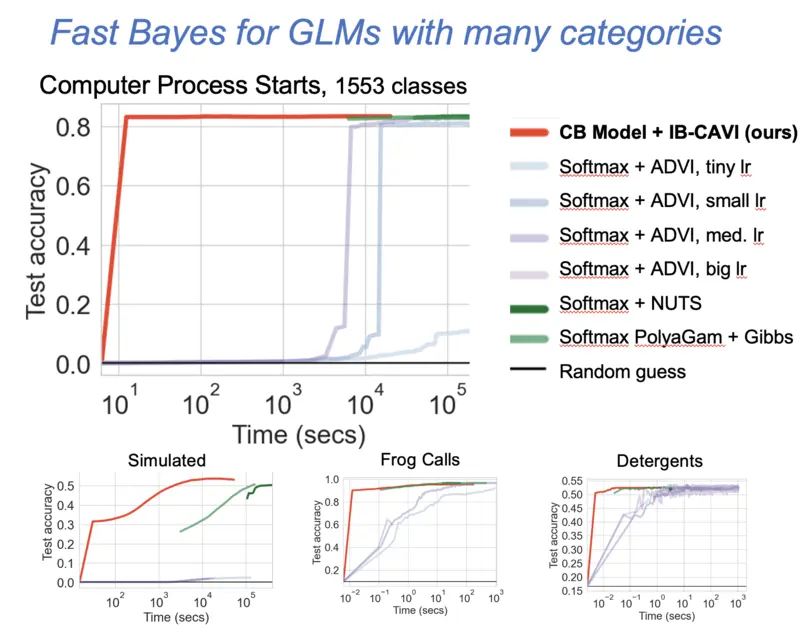 Fast Bayes for GLMs with many categories
Computer Process Starts, 1553 classes
Test accuracy
0.8
0.6
0.4
0.2
0.0
10^1 10^2 10^3 10^4 10^5
Time (secs)
CB Model + IB-CAVI (ours)
Softmax + ADVI, tiny lr
Softmax + ADVI, small lr
Softmax + ADVI, med. lr
Softmax + ADVI, big lr
Softmax + NUTS
Softmax PolyaGam + Gibbs
Random guess
Simulated
Test accuracy
0.5
0.4
0.3
0.2
0.1
0.0
10^2 10^3 10^4 10^5
Time (secs)
Frog Calls
Test accuracy
1.0
0.8
0.6
0.4
0.2
10^-2 10^-1 10^0 10^1 10^2 10^3
Time (secs)
Detergents
Test accuracy
0.55
0.50
0.45
0.40
0.35
0.30
0.25
0.20
0.15
10^-2 10^-1 10^0 10^1 10^2 10^3
Time (secs)